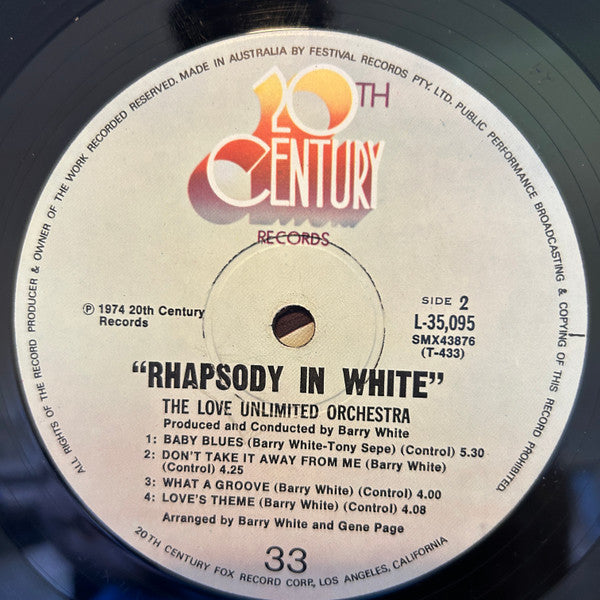 ALL RIGHTS OF THE RECORD PRODUCER & OWNER OF THE WORK RECORDED RESERVED. MADE IN AUSTRALIA BY FESTIVAL RECORDS PTY. LTD. PUBLIC PERFORMANCE BROADCASTING & COPYING OF THIS RECORD PROHIBITED.
20TH
CENTURY
RECORDS
℗ 1974 20th Century
Records
SIDE 2
L-35,095
SMX43876
(T-433)
"RHAPSODY IN WHITE"
THE LOVE UNLIMITED ORCHESTRA
Produced and Conducted by Barry White
1: BABY BLUES (Barry White-Tony Sepe) (Control) 5.30
2: DON'T TAKE IT AWAY FROM ME (Barry White)
(Control) 4.25
3: WHAT A GROOVE (Barry White) (Control) 4.00
4: LOVE'S THEME (Barry White) (Control) 4.08
Arranged by Barry White and Gene Page
33
20TH CENTURY FOX RECORD CORP, LOS ANGELES, CALIFORNIA